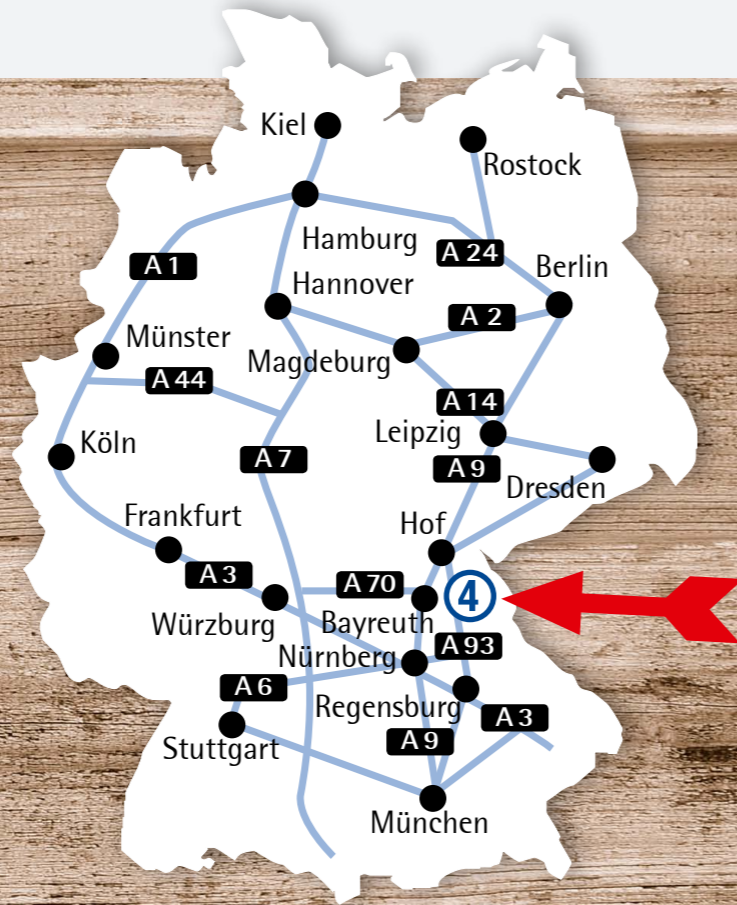 Kiel
Rostock
Hamburg
A 24
A 1
Berlin
Hannover
A 2
Münster
Magdeburg
A 44
A 14
Leipzig
Köln
A 7
A 9
Dresden
Frankfurt
Hof
A 3
A 70
4
Würzburg
Bayreuth
A 93
Nürnberg
A 6
Regensburg
A 3
A 9
Stuttgart
München